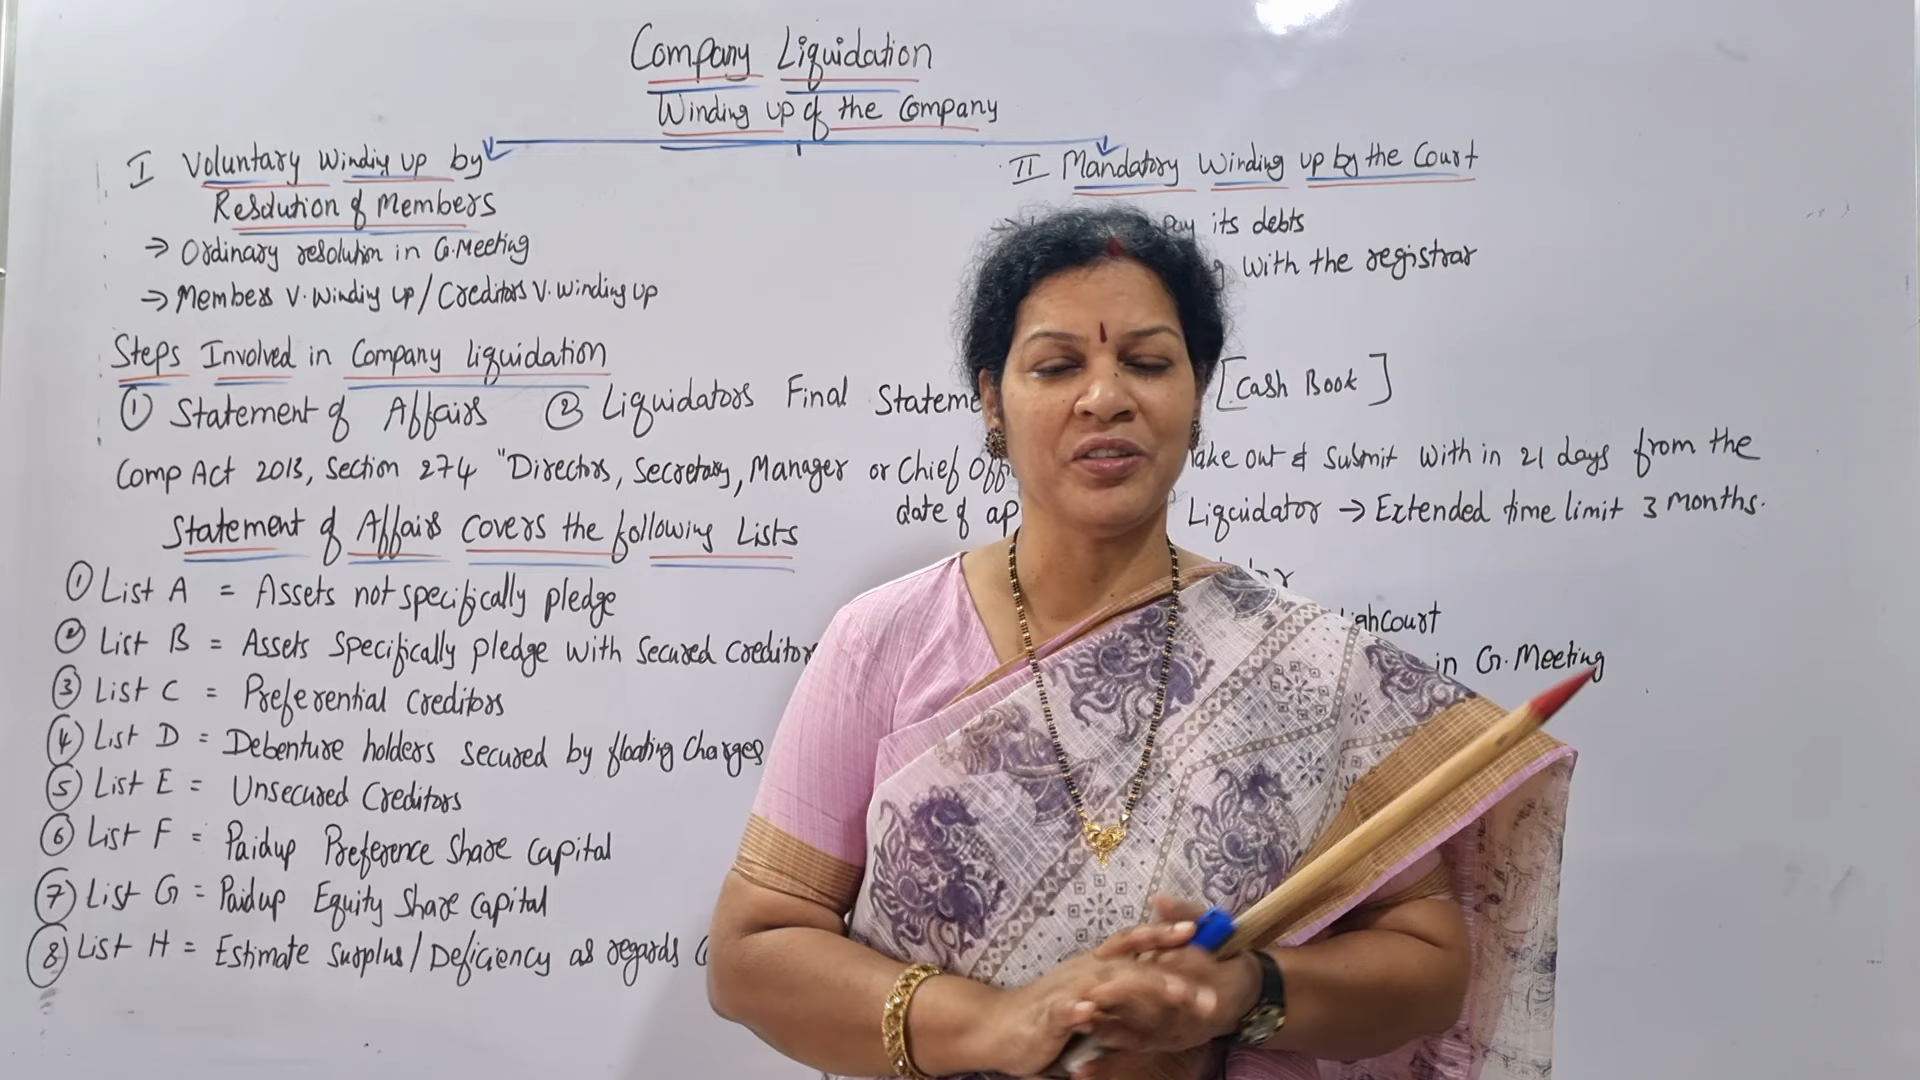 Company Liquidation
Winding up of the Company
I Voluntary Winding up by
Resolution of Members
→ Ordinary resolution in G.Meeting
→ Members V. Winding up / Creditors V. Winding up
II Mandatory Winding up by the Court
Pay its debts
with the registrar
Steps Involved in Company liquidation
① Statement of Affairs ② Liquidators Final Stateme [Cash Book]
Comp Act 2013, Section 274 "Directors, Secretary, Manager or Chief Offi ake out & Submit with in 21 days from the
date of ap Liquidator → Extended time limit 3 months.
Statement of Affairs covers the following Lists
① List A = Assets not specifically pledge
② List B = Assets Specifically pledge with secured creditors
③ List C = Preferential Creditors
④ List D = Debenture holders secured by floating Charges
⑤ List E = Unsecured Creditors
⑥ List F = Paidup Preference Share Capital
⑦ List G = Paidup Equity Share Capital
⑧ List H = Estimate Surplus / Deficiency as regards
ighcourt
in G.Meeting